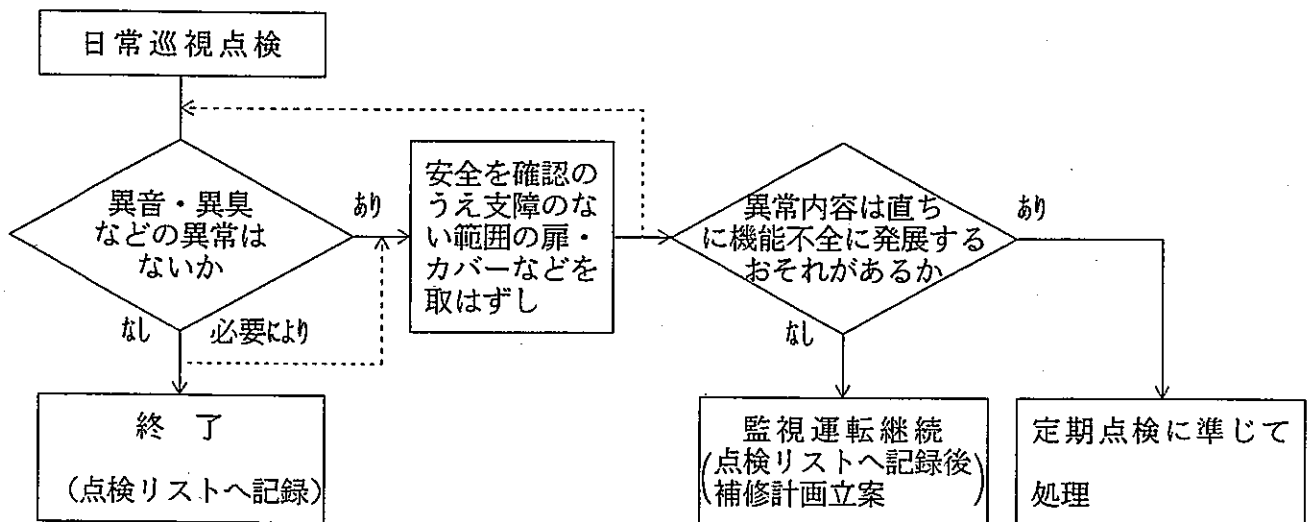 日常巡視点検
異音・異臭
などの異常は
ないか
あり
なし
必要により
終了
(点検リストへ記録)
安全を確認の
うえ支障のな
い範囲の扉・
カバーなどを
取はずし
異常内容は直ち
に機能不全に発展する
おそれがあるか
あり
なし
監視運転継続
(点検リストへ記録後
補修計画立案)
定期点検に準じて
処理